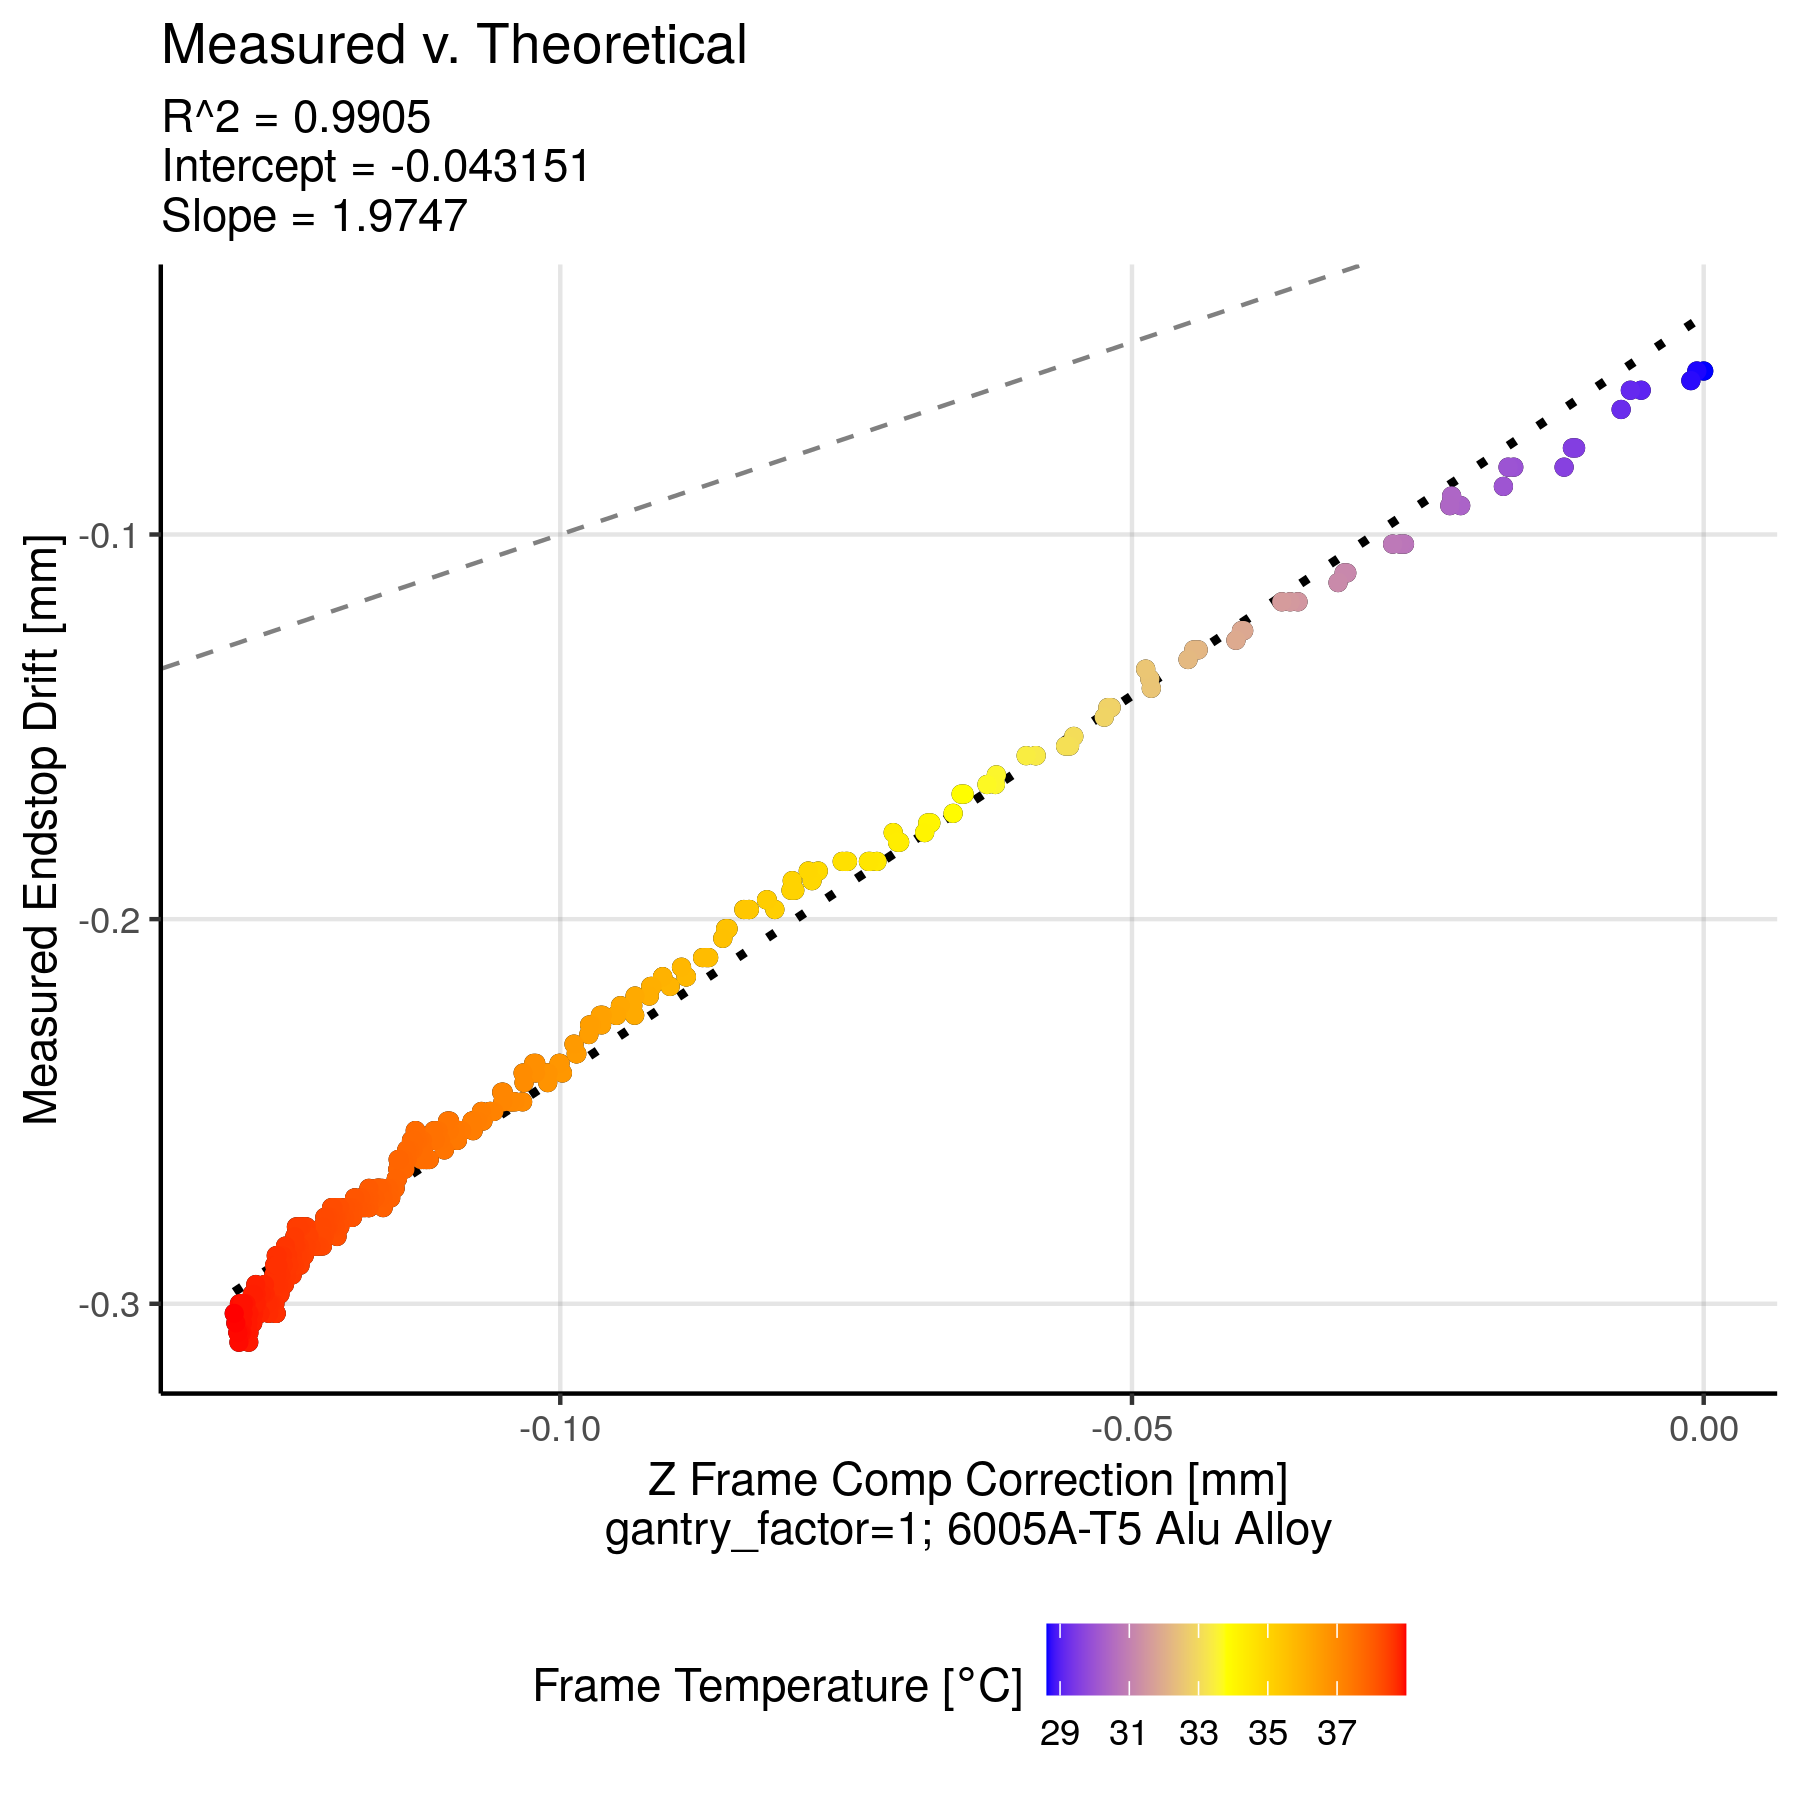 Measured v. Theoretical
R^2 = 0.9905
Intercept = -0.043151
Slope = 1.9747
Measured Endstop Drift [mm]
-0.1
-0.2
-0.3
-0.10
-0.05
0.00
Z Frame Comp Correction [mm]
gantry_factor=1; 6005A-T5 Alu Alloy
Frame Temperature [°C]
29 31 33 35 37